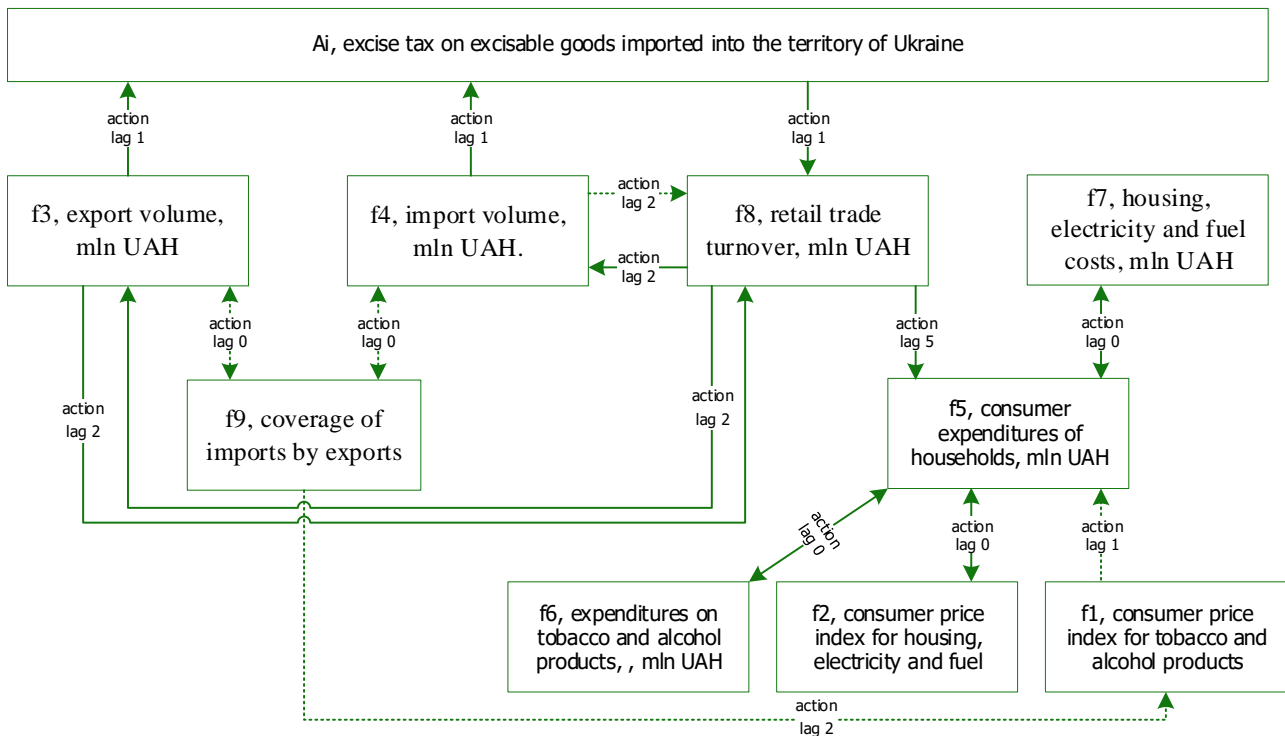 Ai, excise tax on excisable goods imported into the territory of Ukraine
action
lag 1
action
lag 1
action
lag 1
f3, export volume,
mln UAH
f4, import volume,
mln UAH.
action
lag 2
action
lag 2
f8, retail trade
turnover, mln UAH
f7, housing,
electricity and fuel
costs, mln UAH
action
lag 0
action
lag 0
action
lag 5
action
lag 0
action
lag 2
f9, coverage of
imports by exports
action
lag 2
f5, consumer
expenditures of
households, mln UAH
action
lag 0
action
lag 0
action
lag 1
f6, expenditures on
tobacco and alcohol
products, , mln UAH
f2, consumer price
index for housing,
electricity and fuel
f1, consumer price
index for tobacco and
alcohol products
action
lag 2